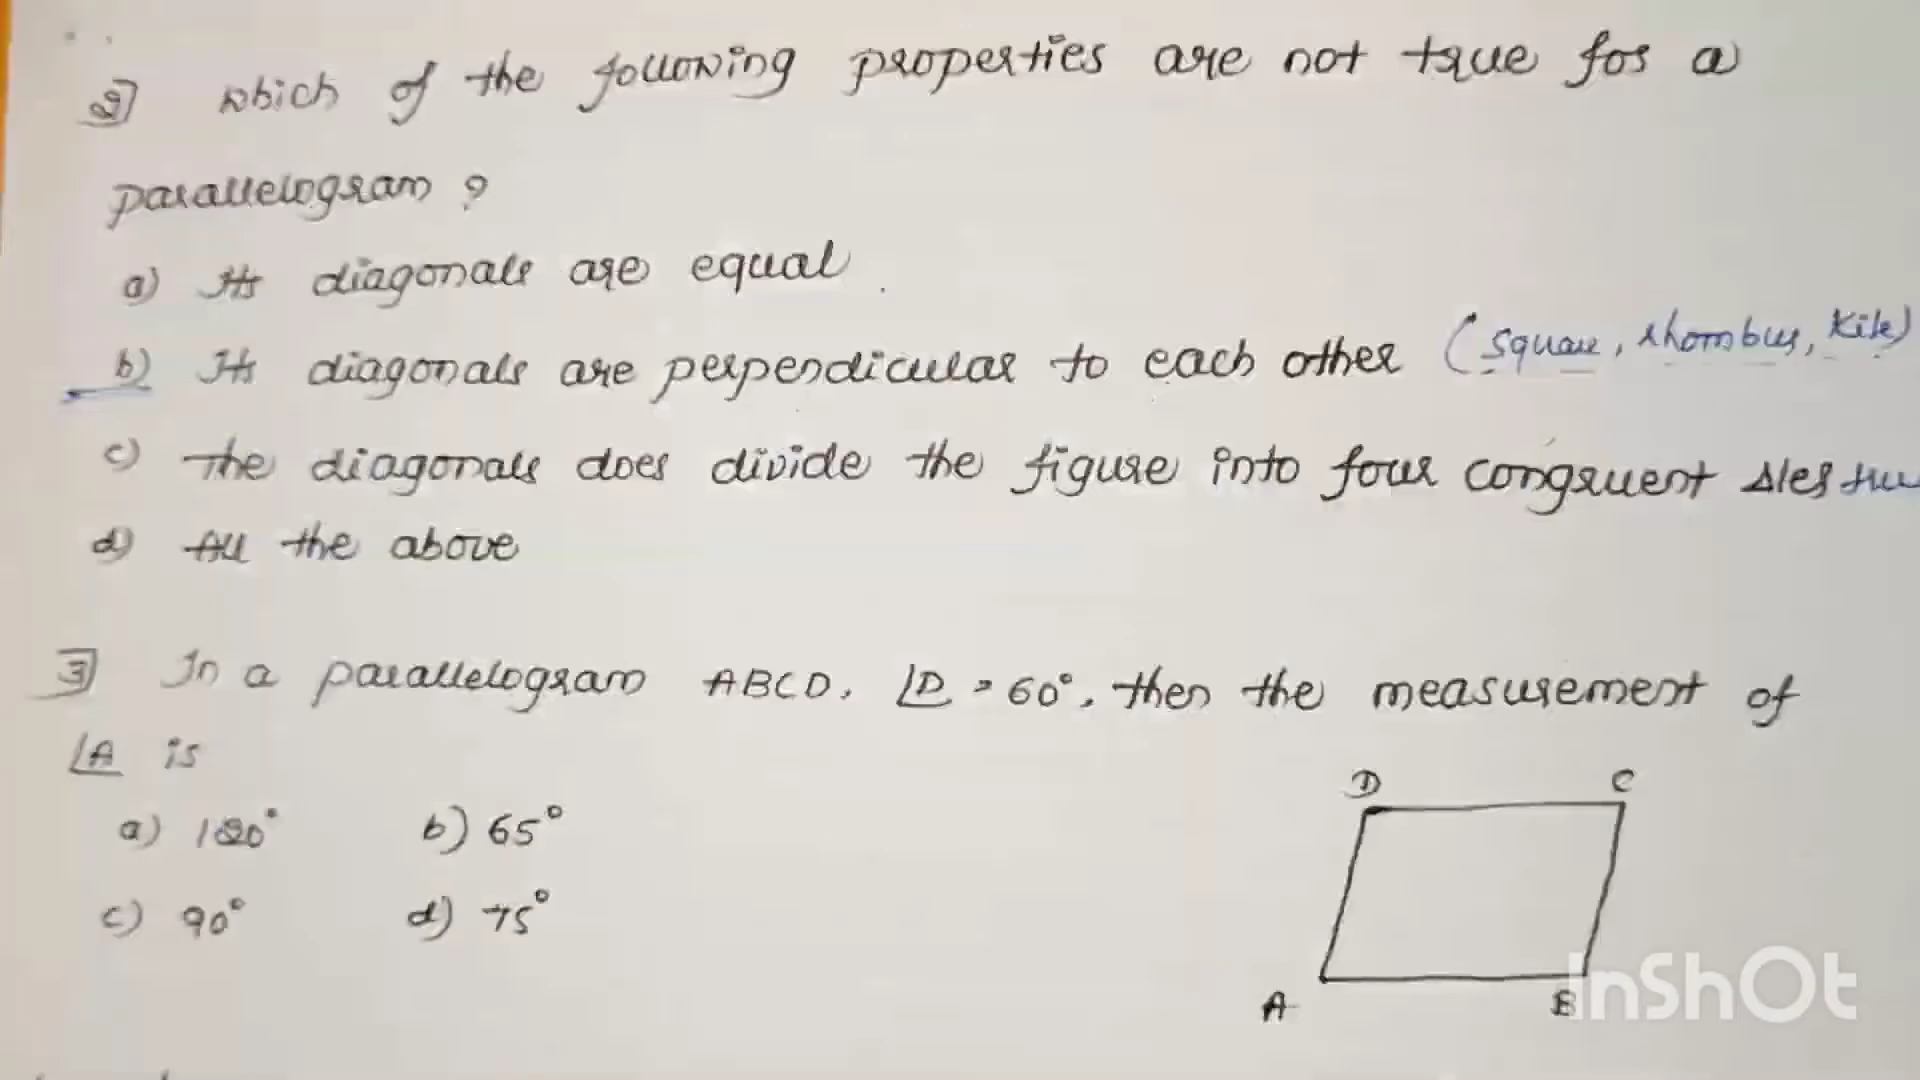 2] which of the following properties are not true for a
parallelogram ?
a) Its diagonals are equal .
b) Its diagonals are perpendicular to each other (square, rhombus, kite)
c) The diagonals does divide the figure into four congruent Δles
d) All the above
3] In a parallelogram ABCD, ∠D = 60°, then the measurement of
∠A is
a) 120° b) 65°
c) 90° d) 75°
D C
A B
InShOt